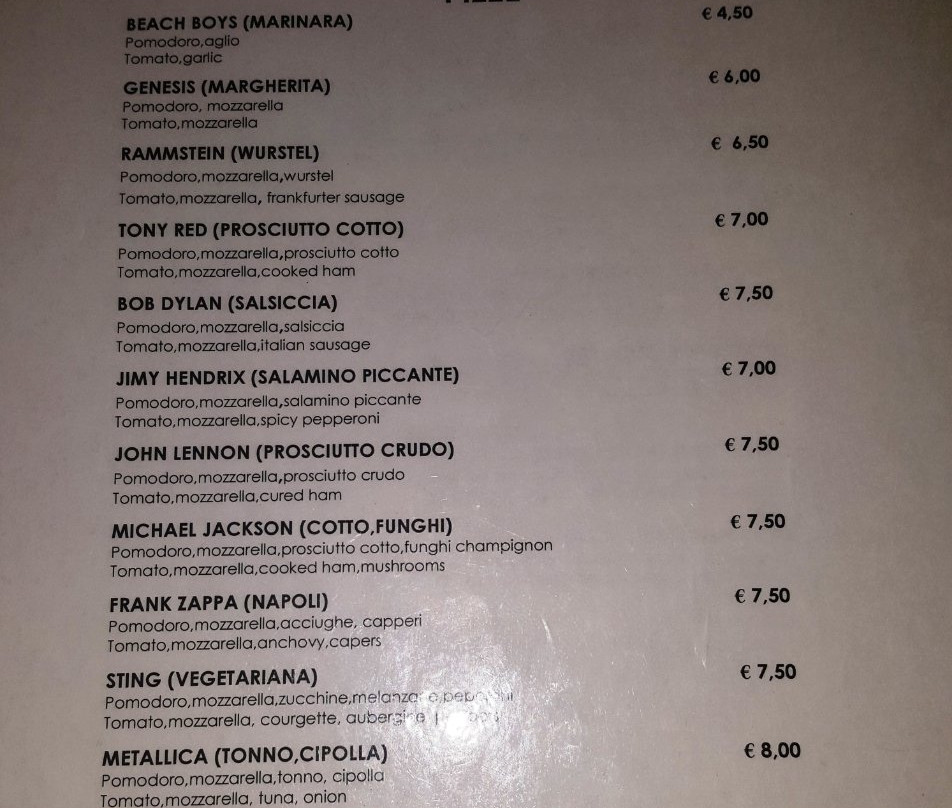 BEACH BOYS (MARINARA) € 4,50
Pomodoro,aglio
Tomato,garlic
GENESIS (MARGHERITA) € 6,00
Pomodoro, mozzarella
Tomato,mozzarella
RAMMSTEIN (WURSTEL) € 6,50
Pomodoro,mozzarella,wurstel
Tomato,mozzarella, frankfurter sausage
TONY RED (PROSCIUTTO COTTO) € 7,00
Pomodoro,mozzarella,prosciutto cotto
Tomato,mozzarella,cooked ham
BOB DYLAN (SALSICCIA) € 7,50
Pomodoro,mozzarella,salsiccia
Tomato,mozzarella,italian sausage
JIMY HENDRIX (SALAMINO PICCANTE) € 7,00
Pomodoro,mozzarella,salamino piccante
Tomato,mozzarella,spicy pepperoni
JOHN LENNON (PROSCIUTTO CRUDO) € 7,50
Pomodoro,mozzarella,prosciutto crudo
Tomato,mozzarella,cured ham
MICHAEL JACKSON (COTTO,FUNGHI) € 7,50
Pomodoro,mozzarella,prosciutto cotto,funghi champignon
Tomato,mozzarella,cooked ham,mushrooms
FRANK ZAPPA (NAPOLI) € 7,50
Pomodoro,mozzarella,acciughe, capperi
Tomato,mozzarella,anchovy,capers
STING (VEGETARIANA) € 7,50
Pomodoro,mozzarella,zucchine,
Tomato,mozzarella, courgette,
METALLICA (TONNO,CIPOLLA) € 8,00
Pomodoro,mozzarella,tonno, cipolla
Tomato,mozzarella, tuna, onion